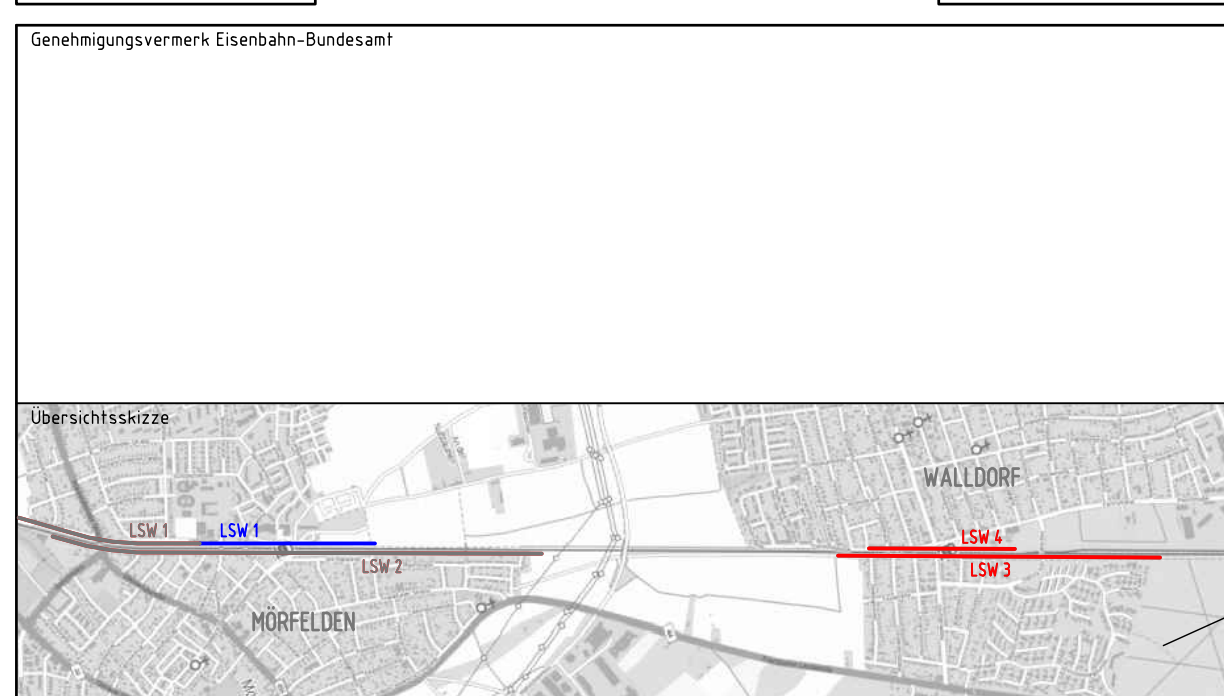 Genehmigungsvermerk Eisenbahn-Bundesamt
Übersichtsskizze
WALLDORF
LSW 1
LSW 1
LSW 4
LSW 2
LSW 3
MÖRFELDEN